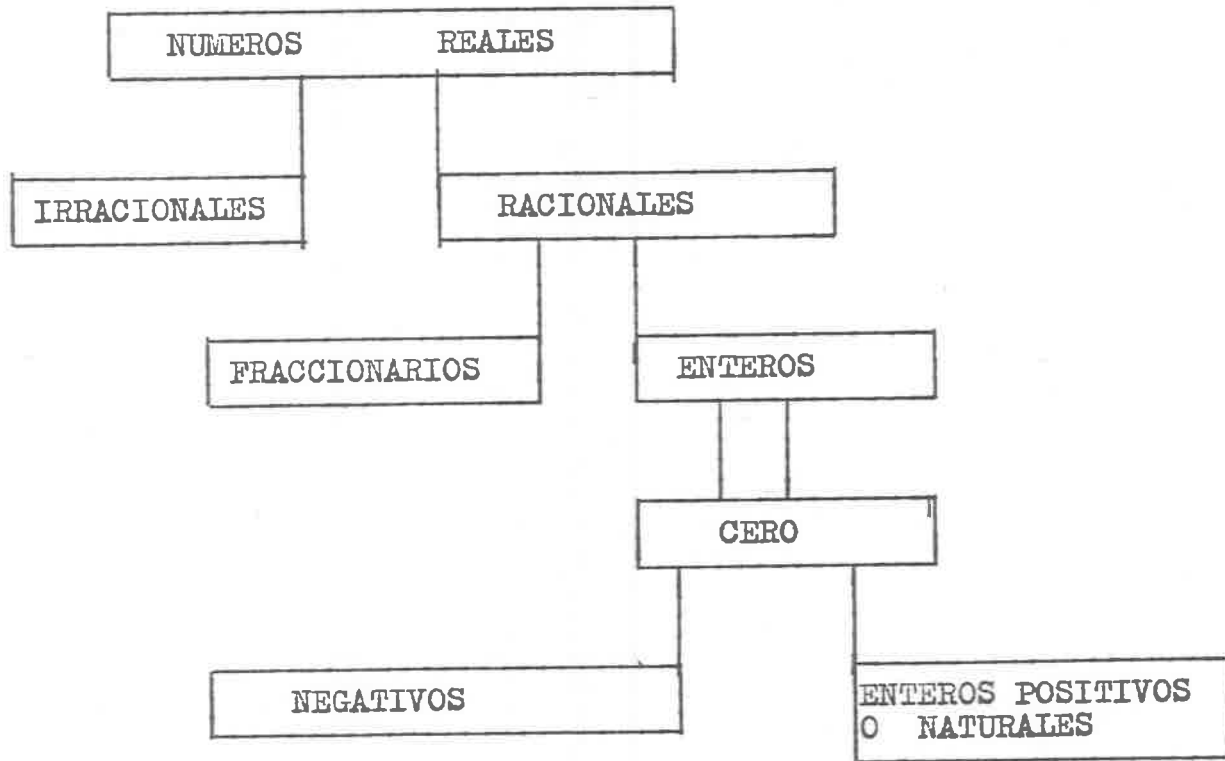 NUMEROS REALES
IRRACIONALES
RACIONALES
FRACCIONARIOS
ENTEROS
CERO
NEGATIVOS
ENTEROS POSITIVOS
O NATURALES